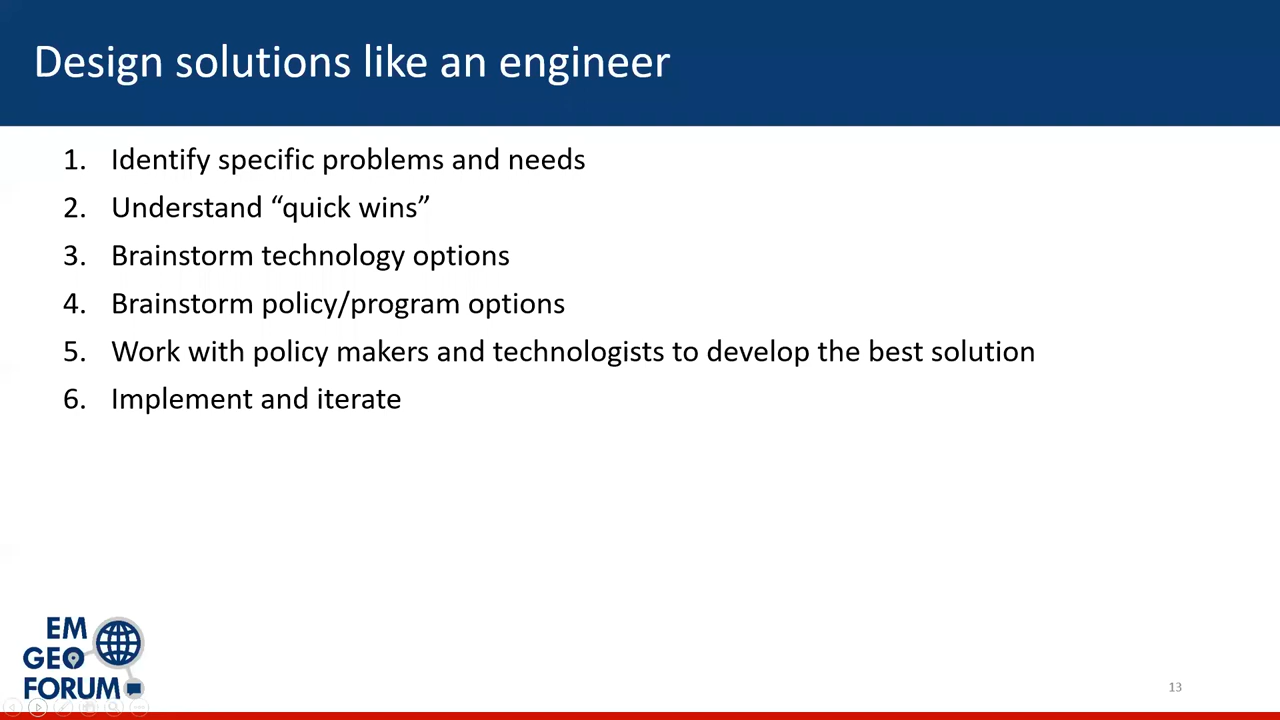 Design solutions like an engineer
1. Identify specific problems and needs
2. Understand “quick wins”
3. Brainstorm technology options
4. Brainstorm policy/program options
5. Work with policy makers and technologists to develop the best solution
6. Implement and iterate
EM
GEO
FORUM
13